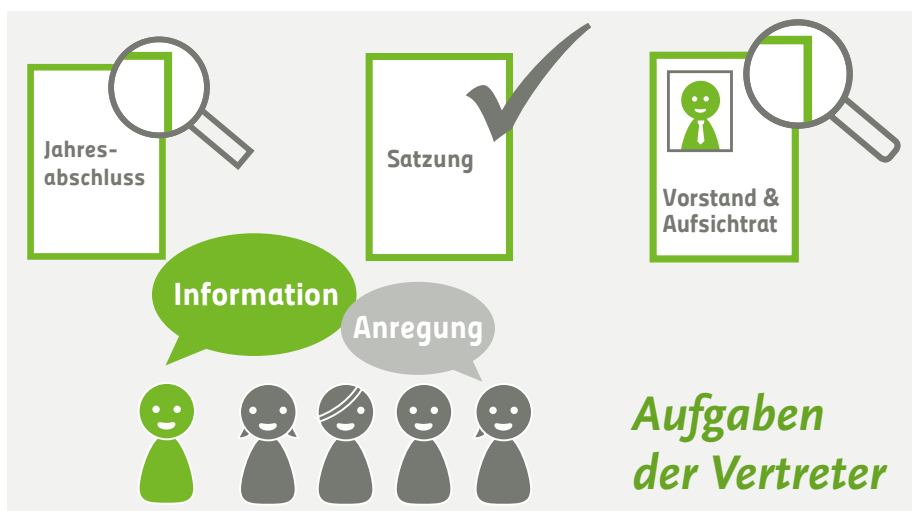 Jahres-
abschluss
Satzung
Vorstand &
Aufsichtrat
Information
Anregung
Aufgaben
der Vertreter